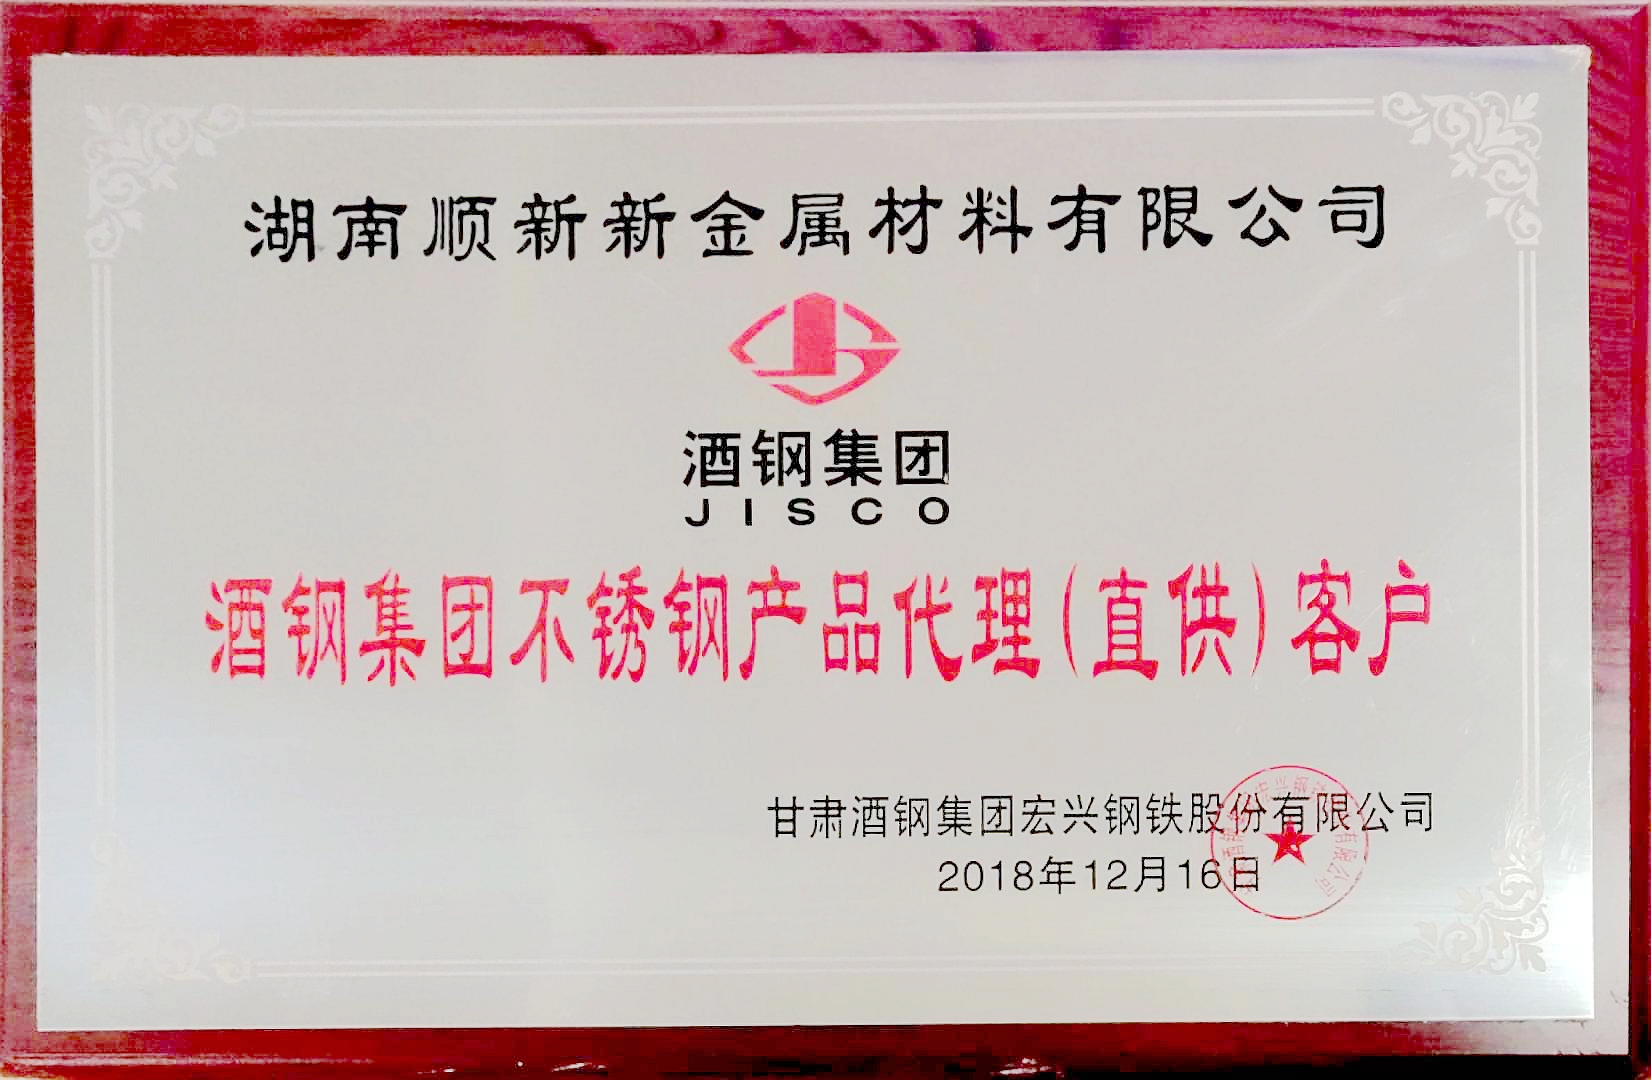 湖南顺新新金属材料有限公司
酒钢集团
JISCO
酒钢集团不锈钢产品代理(直供)客户
甘肃酒钢集团宏兴钢铁股份有限公司
2018年12月16日